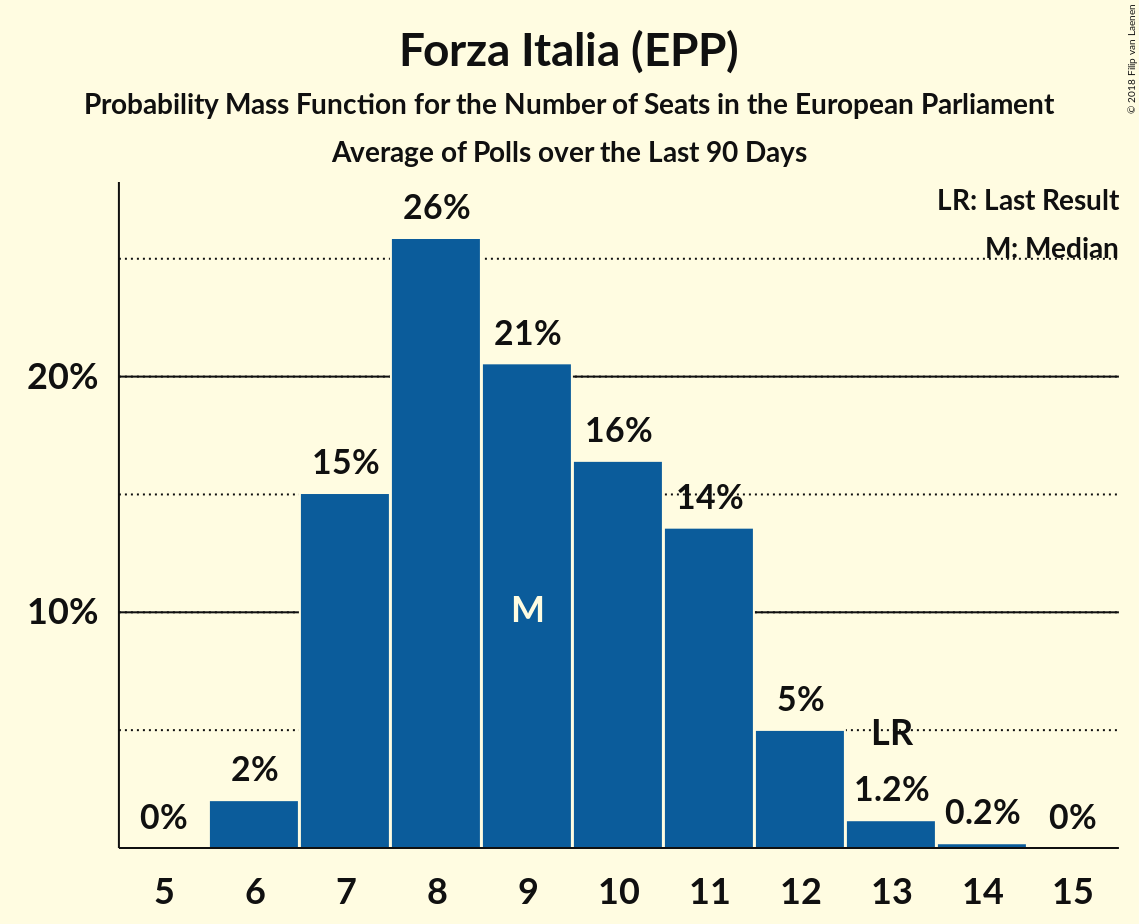 Forza Italia (EPP)
Probability Mass Function for the Number of Seats in the European Parliament
Average of Polls over the Last 90 Days
© 2018 Filip van Laenen
LR: Last Result
M: Median
26%
21%
20%
16%
15%
14%
10%
M
5%
LR
2%
1.2%
0%
0.2%
0%
5 6 7 8 9 10 11 12 13 14 15